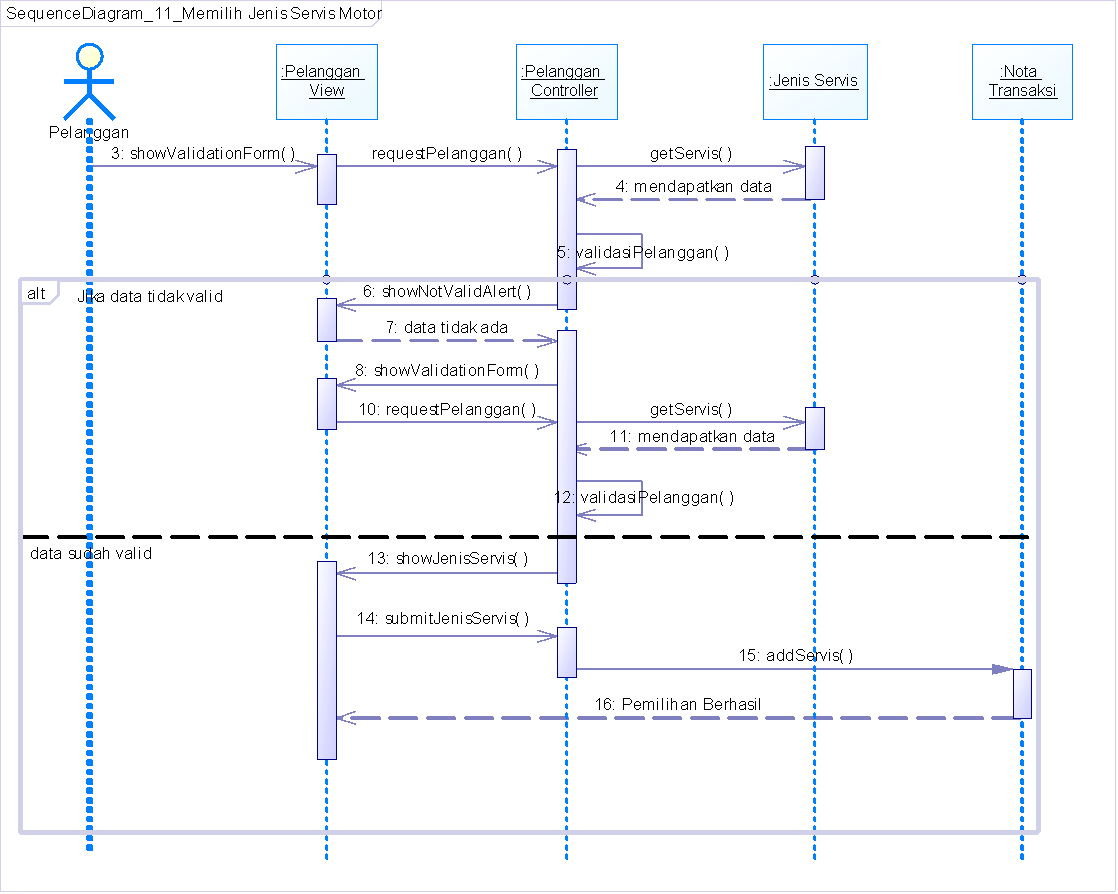 SequenceDiagram_11_Memilih Jenis Servis Motor
Pelanggan
:Pelanggan
View
:Pelanggan
Controller
:Jenis Servis
:Nota
Transaksi
3: showValidationForm( )
requestPelanggan( )
getServis( )
4: mendapatkan data
5: validasiPelanggan( )
alt
Jika data tidak valid
6: showNotValidAlert( )
7: data tidak ada
8: showValidationForm( )
10: requestPelanggan( )
getServis( )
11: mendapatkan data
12: validasiPelanggan( )
data sudah valid
13: showJenisServis( )
14: submitJenisServis( )
15: addServis( )
16: Pemilihan Berhasil